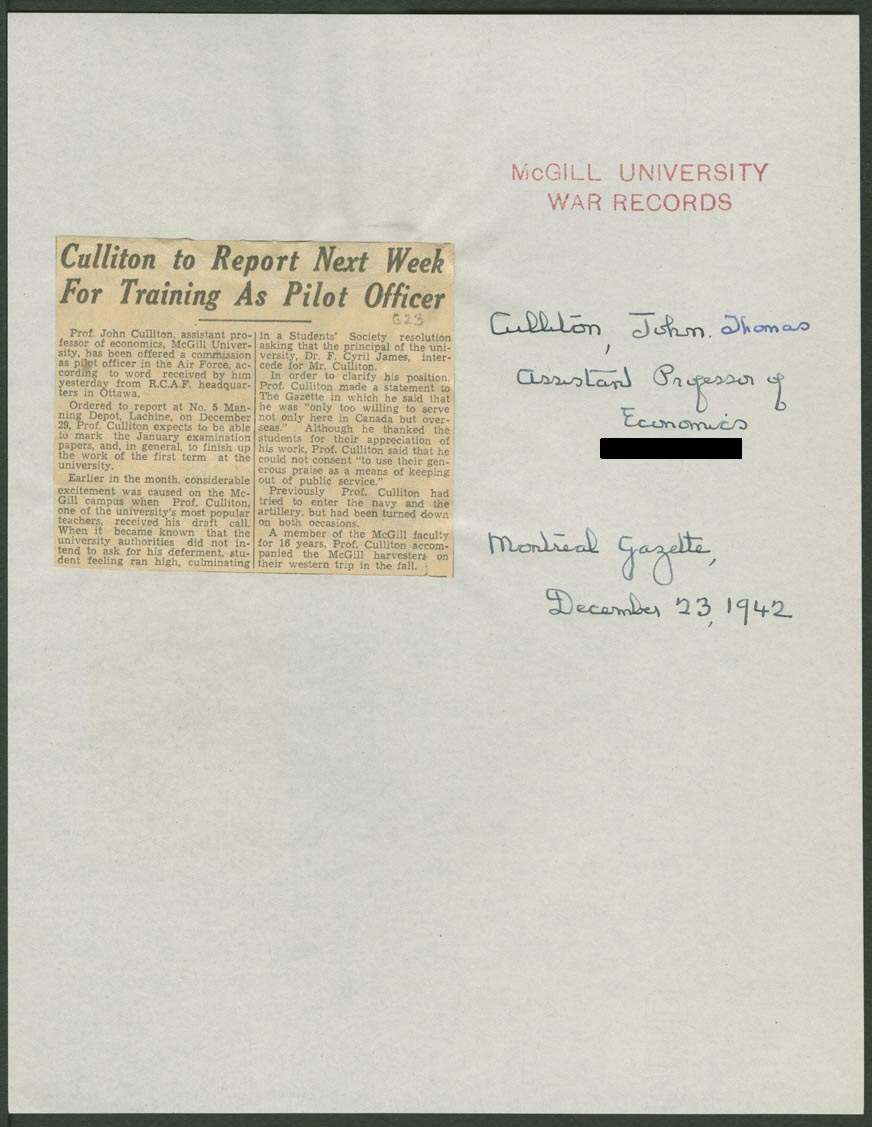 McGILL UNIVERSITY
WAR RECORDS
Culliton to Report Next Week
For Training As Pilot Officer
G23
Prof. John Culliton, assistant pro-
fessor of economics, McGill Univer-
sity, has been offered a commission
as pilot officer in the Air Force, ac-
cording to word received by him
yesterday from R.C.A.F. headquar-
ters in Ottawa.
Ordered to report at No. 5 Man-
ning Depot, Lachine, on December
29, Prof. Culliton expects to be able
to mark the January examination
papers, and, in general, to finish up
the work of the first term at the
university.
Earlier in the month, considerable
excitement was caused on the Mc-
Gill campus when Prof. Culliton,
one of the university's most popular
teachers, received his draft call.
When it became known that the
university authorities did not in-
tend to ask for his deferment, stu-
dent feeling ran high, culminating
in a Students' Society resolution
asking that the principal of the uni-
versity, Dr. F. Cyril James, inter-
cede for Mr. Culliton.
In order to clarify his position,
Prof. Culliton made a statement to
The Gazette in which he said that
he was "only too willing to serve
not only here in Canada but over-
seas." Although he thanked the
students for their appreciation of
his work, Prof. Culliton said that he
could not consent "to use their gen-
erous praise as a means of keeping
out of public service."
Previously Prof. Culliton had
tried to enter the navy and the
artillery, but had been turned down
on both occasions.
A member of the McGill faculty
for 16 years, Prof. Culliton accom-
panied the McGill harvesters on
their western trip in the fall.
Culliton, John. Thomas
Assistant Professor of
Economics
Montreal Gazette,
December 23, 1942